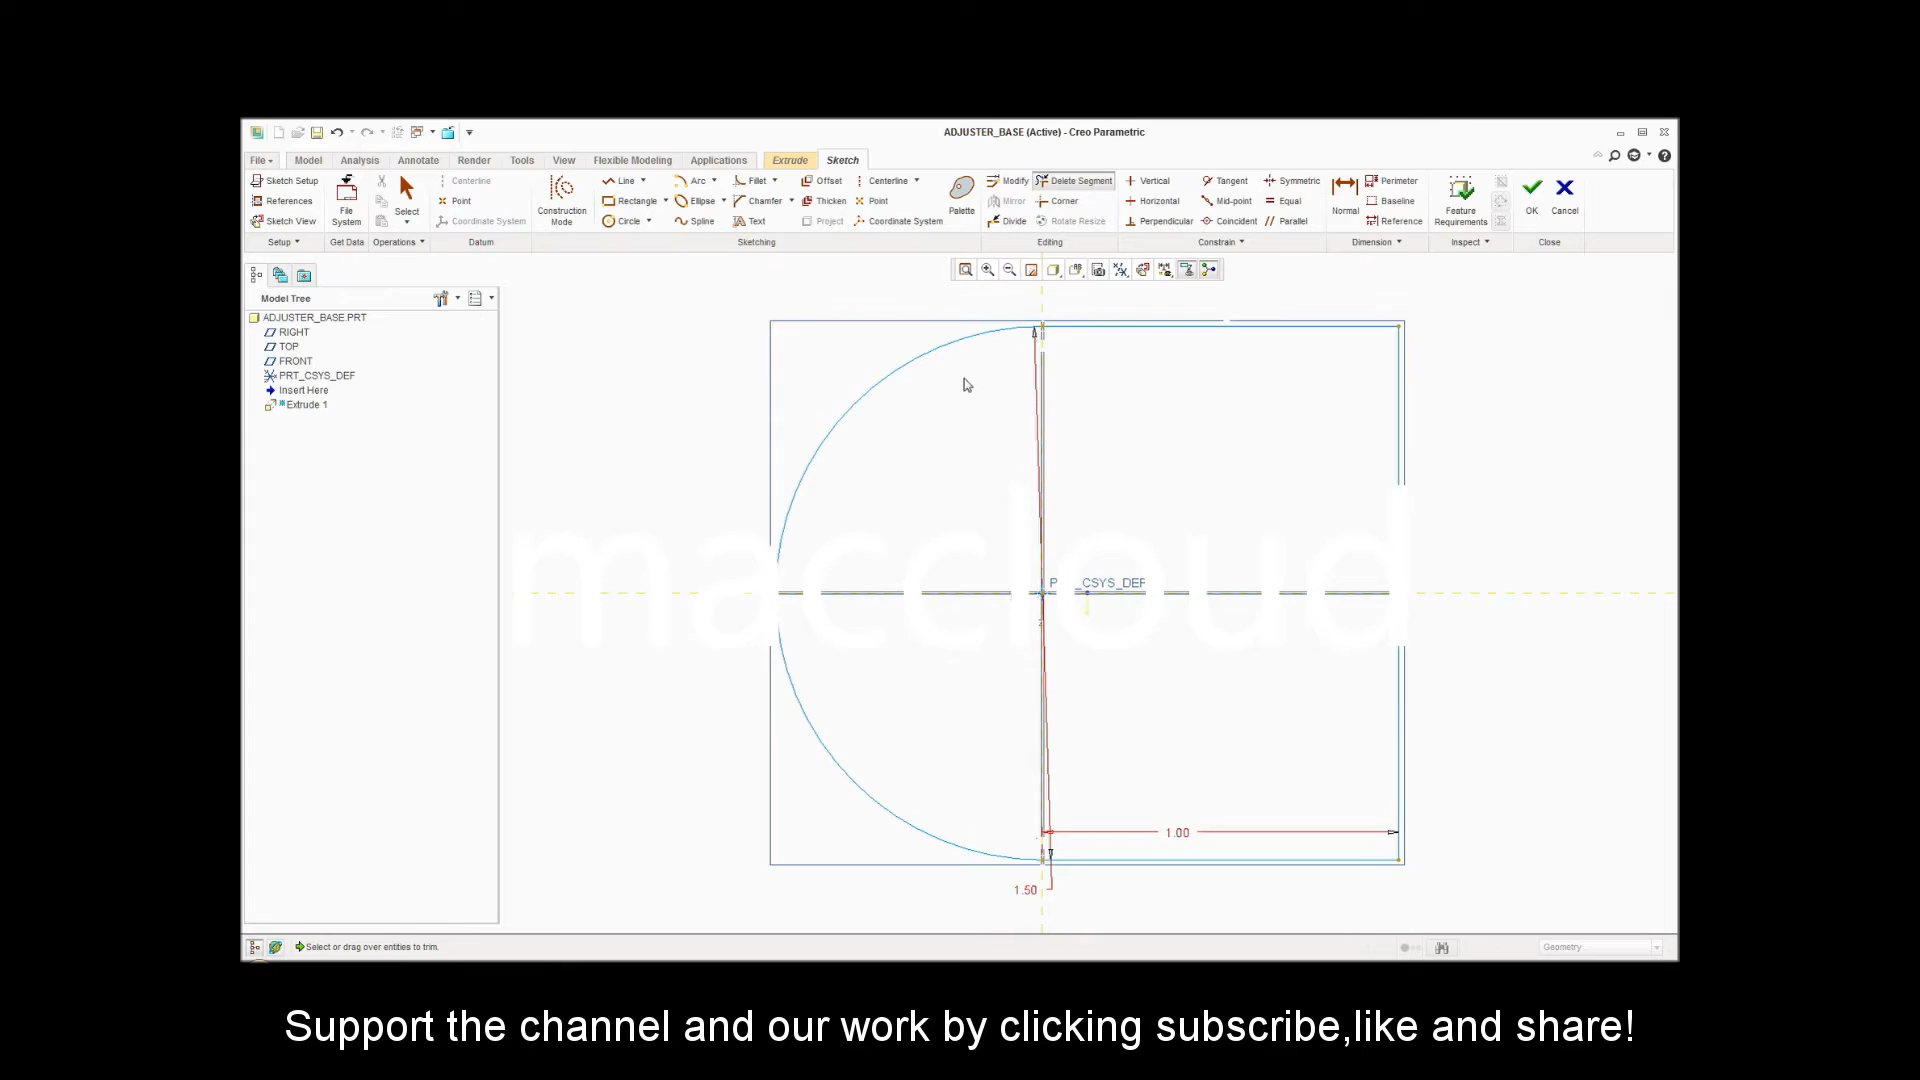 ADJUSTER_BASE (Active) - Creo Parametric
File
Model
Analysis
Annotate
Render
Tools
View
Flexible Modeling
Applications
Extrude
Sketch
Sketch Setup
References
Sketch View
Setup
File System
Get Data
Select
Operations
Centerline
Point
Coordinate System
Datum
Construction Mode
Line
Rectangle
Circle
Arc
Ellipse
Spline
Fillet
Chamfer
Text
Offset
Thicken
Project
Centerline
Point
Coordinate System
Palette
Sketching
Modify
Mirror
Divide
Delete Segment
Corner
Rotate Resize
Editing
Vertical
Horizontal
Perpendicular
Tangent
Mid-point
Coincident
Symmetric
Equal
Parallel
Constrain
Normal
Perimeter
Baseline
Reference
Dimension
Feature Requirements
Inspect
OK
Cancel
Close
Model Tree
ADJUSTER_BASE.PRT
RIGHT
TOP
FRONT
PRT_CSYS_DEF
Insert Here
Extrude 1
maccloud
_CSYS_DEF
1.00
1.50
Select or drag over entities to trim.
Geometry
Support the channel and our work by clicking subscribe,like and share!